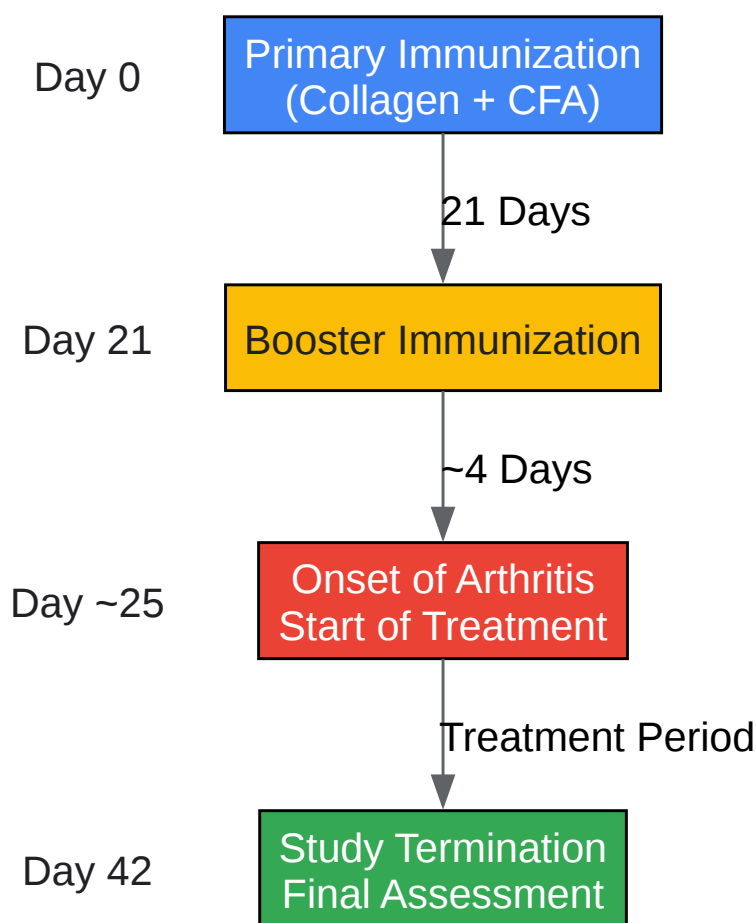 Day 0
Primary Immunization
(Collagen + CFA)
21 Days
Day 21
Booster Immunization
~4 Days
Day ~25
Onset of Arthritis
Start of Treatment
Treatment Period
Day 42
Study Termination
Final Assessment